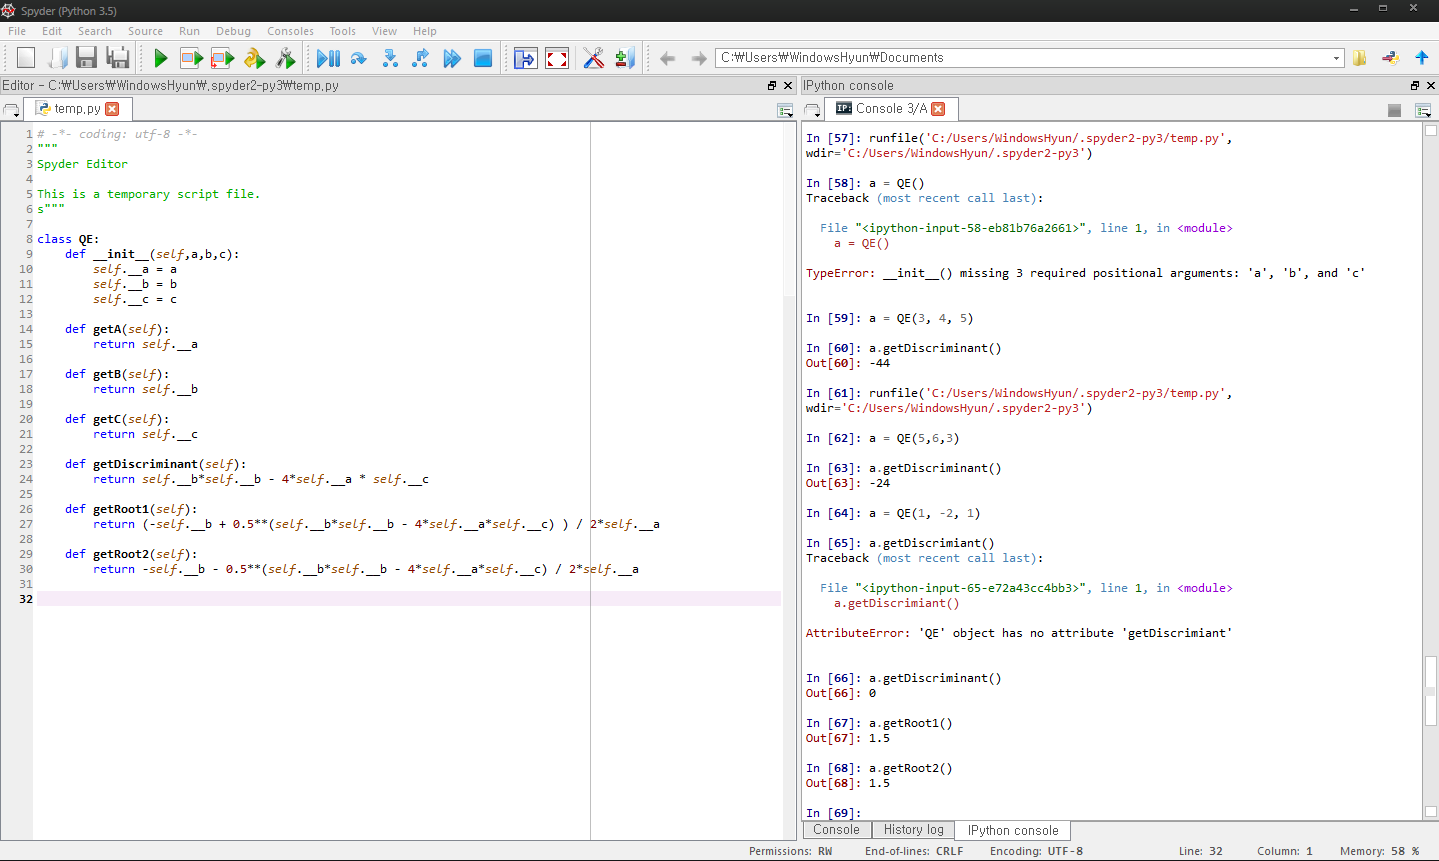 Spyder (Python 3.5)
File Edit Search Source Run Debug Consoles Tools View Help
C:₩Users₩WindowsHyun₩Documents
Editor - C:₩Users₩WindowsHyun₩.spyder2-py3₩temp.py
temp.py
1 # -*- coding: utf-8 -*-
2 """
3 Spyder Editor
4
5 This is a temporary script file.
6 s"""
7
8 class QE:
9     def __init__(self,a,b,c):
10         self.__a = a
11         self.__b = b
12         self.__c = c
13
14     def getA(self):
15         return self.__a
16
17     def getB(self):
18         return self.__b
19
20     def getC(self):
21         return self.__c
22
23     def getDiscriminant(self):
24         return self.__b*self.__b - 4*self.__a * self.__c
25
26     def getRoot1(self):
27         return (-self.__b + 0.5**(self.__b*self.__b - 4*self.__a*self.__c) ) / 2*self.__a
28
29     def getRoot2(self):
30         return -self.__b - 0.5**(self.__b*self.__b - 4*self.__a*self.__c) / 2*self.__a
31
32
IPython console
IP: Console 3/A
In [57]: runfile('C:/Users/WindowsHyun/.spyder2-py3/temp.py',
wdir='C:/Users/WindowsHyun/.spyder2-py3')
In [58]: a = QE()
Traceback (most recent call last):
File "<ipython-input-58-eb81b76a2661>", line 1, in <module>
a = QE()
TypeError: __init__() missing 3 required positional arguments: 'a', 'b', and 'c'
In [59]: a = QE(3, 4, 5)
In [60]: a.getDiscriminant()
Out[60]: -44
In [61]: runfile('C:/Users/WindowsHyun/.spyder2-py3/temp.py',
wdir='C:/Users/WindowsHyun/.spyder2-py3')
In [62]: a = QE(5,6,3)
In [63]: a.getDiscriminant()
Out[63]: -24
In [64]: a = QE(1, -2, 1)
In [65]: a.getDiscrimiant()
Traceback (most recent call last):
File "<ipython-input-65-e72a43cc4bb3>", line 1, in <module>
a.getDiscrimiant()
AttributeError: 'QE' object has no attribute 'getDiscrimiant'
In [66]: a.getDiscriminant()
Out[66]: 0
In [67]: a.getRoot1()
Out[67]: 1.5
In [68]: a.getRoot2()
Out[68]: 1.5
In [69]:
Console History log IPython console
Permissions: RW End-of-lines: CRLF Encoding: UTF-8 Line: 32 Column: 1 Memory: 58 %